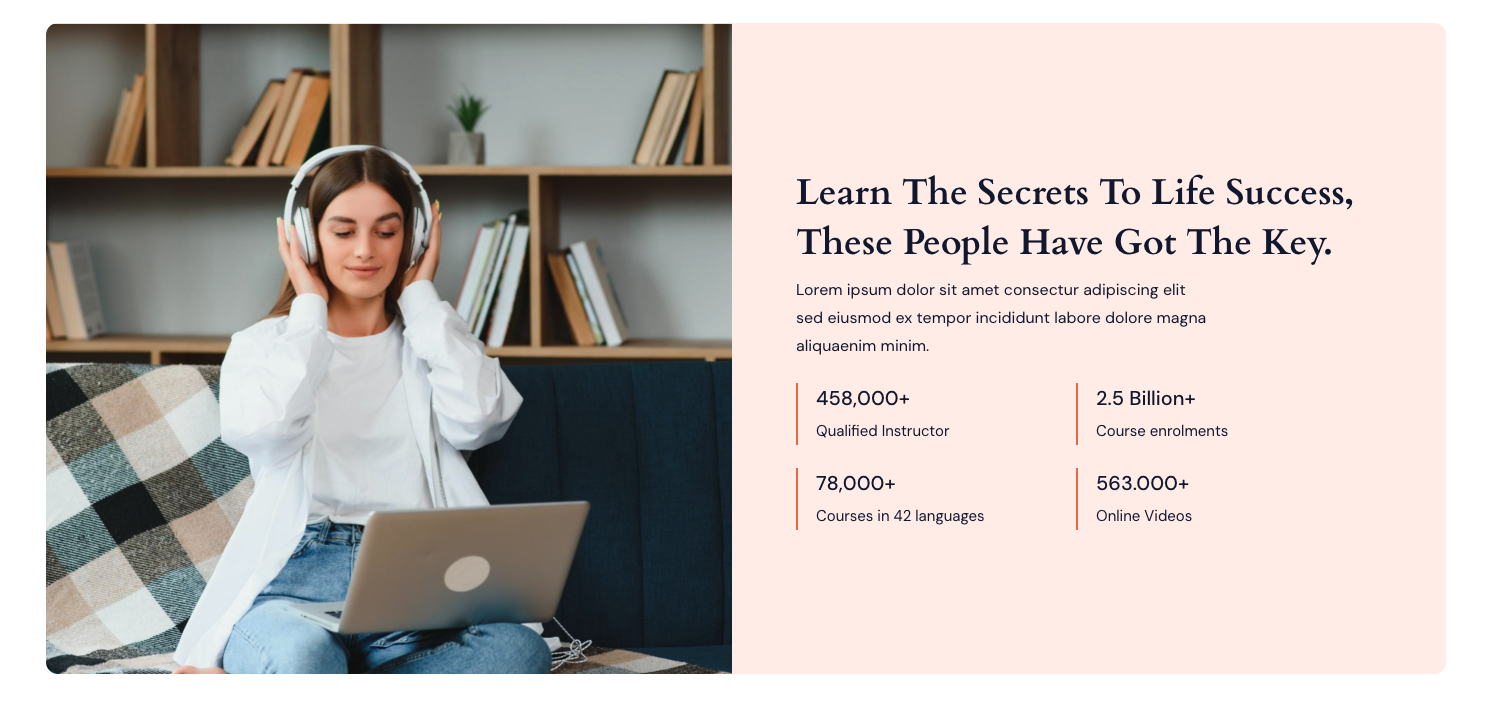 Learn The Secrets To Life Success,
These People Have Got The Key.
Lorem ipsum dolor sit amet consectur adipiscing elit
sed eiusmod ex tempor incididunt labore dolore magna
aliquaenim minim.
458,000+
Qualified Instructor
2.5 Billion+
Course enrolments
78,000+
Courses in 42 languages
563.000+
Online Videos